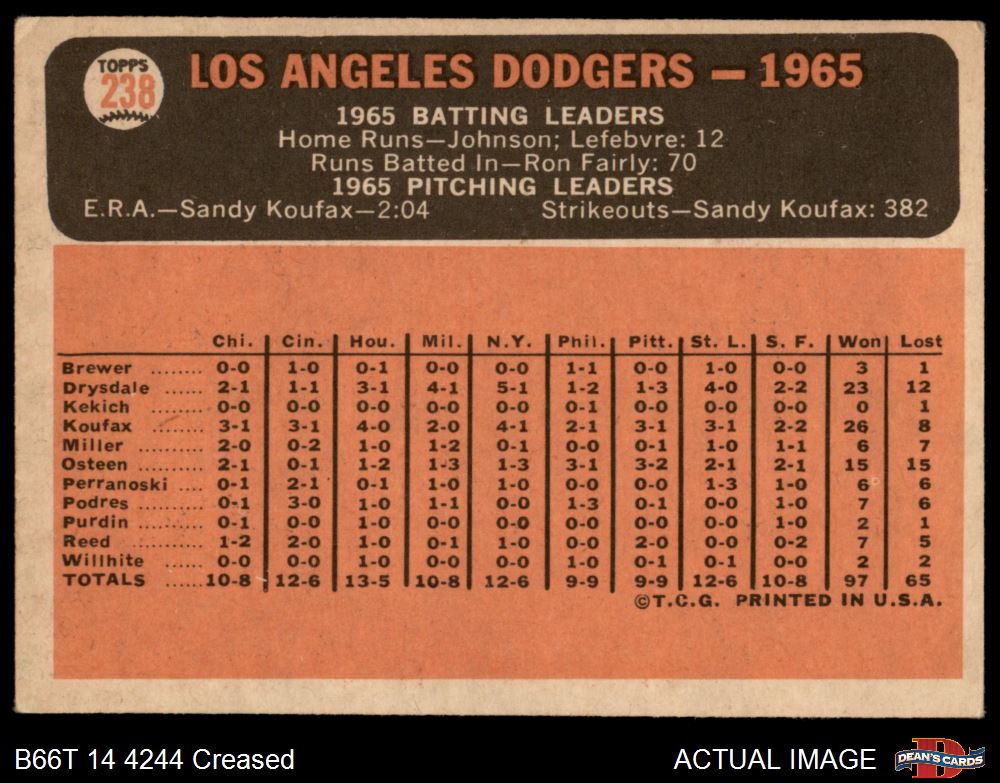 TOPPS
238
LOS ANGELES DODGERS — 1965
1965 BATTING LEADERS
Home Runs—Johnson; Lefebvre: 12
Runs Batted In—Ron Fairly: 70
1965 PITCHING LEADERS
E.R.A.—Sandy Koufax—2:04 Strikeouts—Sandy Koufax: 382
Chi. Cin. Hou. Mil. N.Y. Phil. Pitt. St. L. S. F. Won Lost
Brewer ........ 0-0 1-0 0-1 0-0 0-0 1-1 0-0 1-0 0-0 3 1
Drysdale ...... 2-1 1-1 3-1 4-1 5-1 1-2 1-3 4-0 2-2 23 12
Kekich ......... 0-0 0-0 0-0 0-0 0-0 0-1 0-0 0-0 0-0 0 1
Koufax ......... 3-1 3-1 4-0 2-0 4-1 2-1 3-1 3-1 2-2 26 8
Miller .......... 2-0 0-2 1-0 1-2 0-1 0-0 0-1 1-0 1-1 6 7
Osteen ......... 2-1 0-1 1-2 1-3 1-3 3-1 3-2 2-1 2-1 15 15
Perranoski .... 0-1 2-1 0-1 1-0 1-0 0-0 0-0 1-3 1-0 6 6
Podres ......... 0-1 3-0 1-0 1-1 0-0 1-3 0-1 0-0 1-0 7 6
Purdin .......... 0-1 0-0 1-0 0-0 0-0 0-0 0-0 0-0 1-0 2 1
Reed ............ 1-2 2-0 1-0 0-1 1-0 0-0 2-0 0-0 0-2 7 5
Willhite ........ 0-0 0-0 1-0 0-0 0-0 1-0 0-1 0-1 0-0 2 2
TOTALS ...... 10-8 12-6 13-5 10-8 12-6 9-9 9-9 12-6 10-8 97 65
©T.C.G. PRINTED IN U.S.A.
B66T 14 4244 Creased ACTUAL IMAGE DEAN'S CARDS